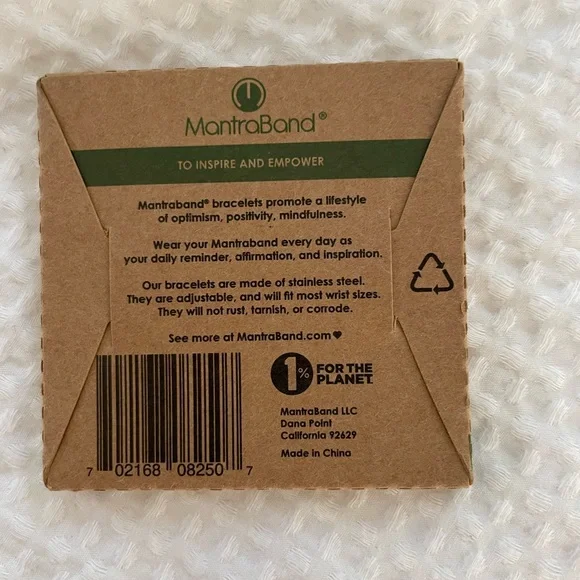 MantraBand®
TO INSPIRE AND EMPOWER
Mantraband® bracelets promote a lifestyle
of optimism, positivity, mindfulness.
Wear your Mantraband every day as
your daily reminder, affirmation, and inspiration.
Our bracelets are made of stainless steel.
They are adjustable, and will fit most wrist sizes.
They will not rust, tarnish, or corrode.
See more at MantraBand.com♥
1% FOR THE
PLANET
MantraBand LLC
Dana Point
California 92629
Made in China
7 02168 08250 7